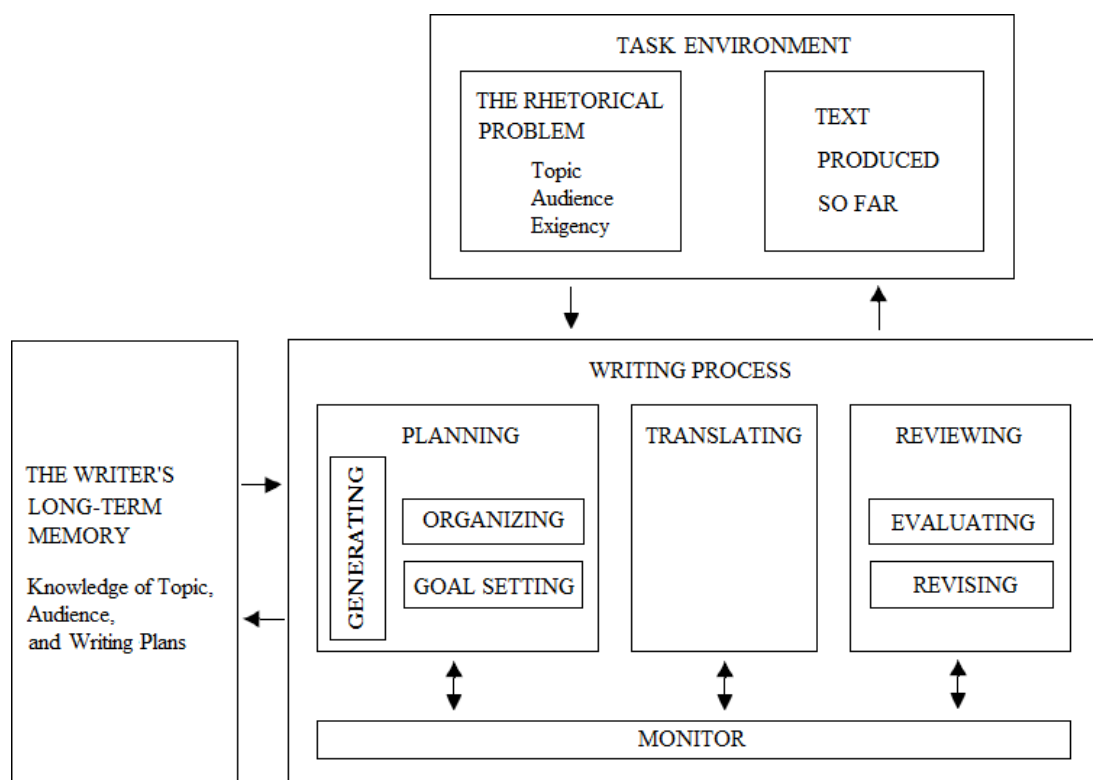 TASK ENVIRONMENT
THE RHETORICAL
PROBLEM
Topic
Audience
Exigency
TEXT
PRODUCED
SO FAR
THE WRITER'S
LONG-TERM
MEMORY
Knowledge of Topic,
Audience,
and Writing Plans
WRITING PROCESS
PLANNING
GENERATING
ORGANIZING
GOAL SETTING
TRANSLATING
REVIEWING
EVALUATING
REVISING
MONITOR